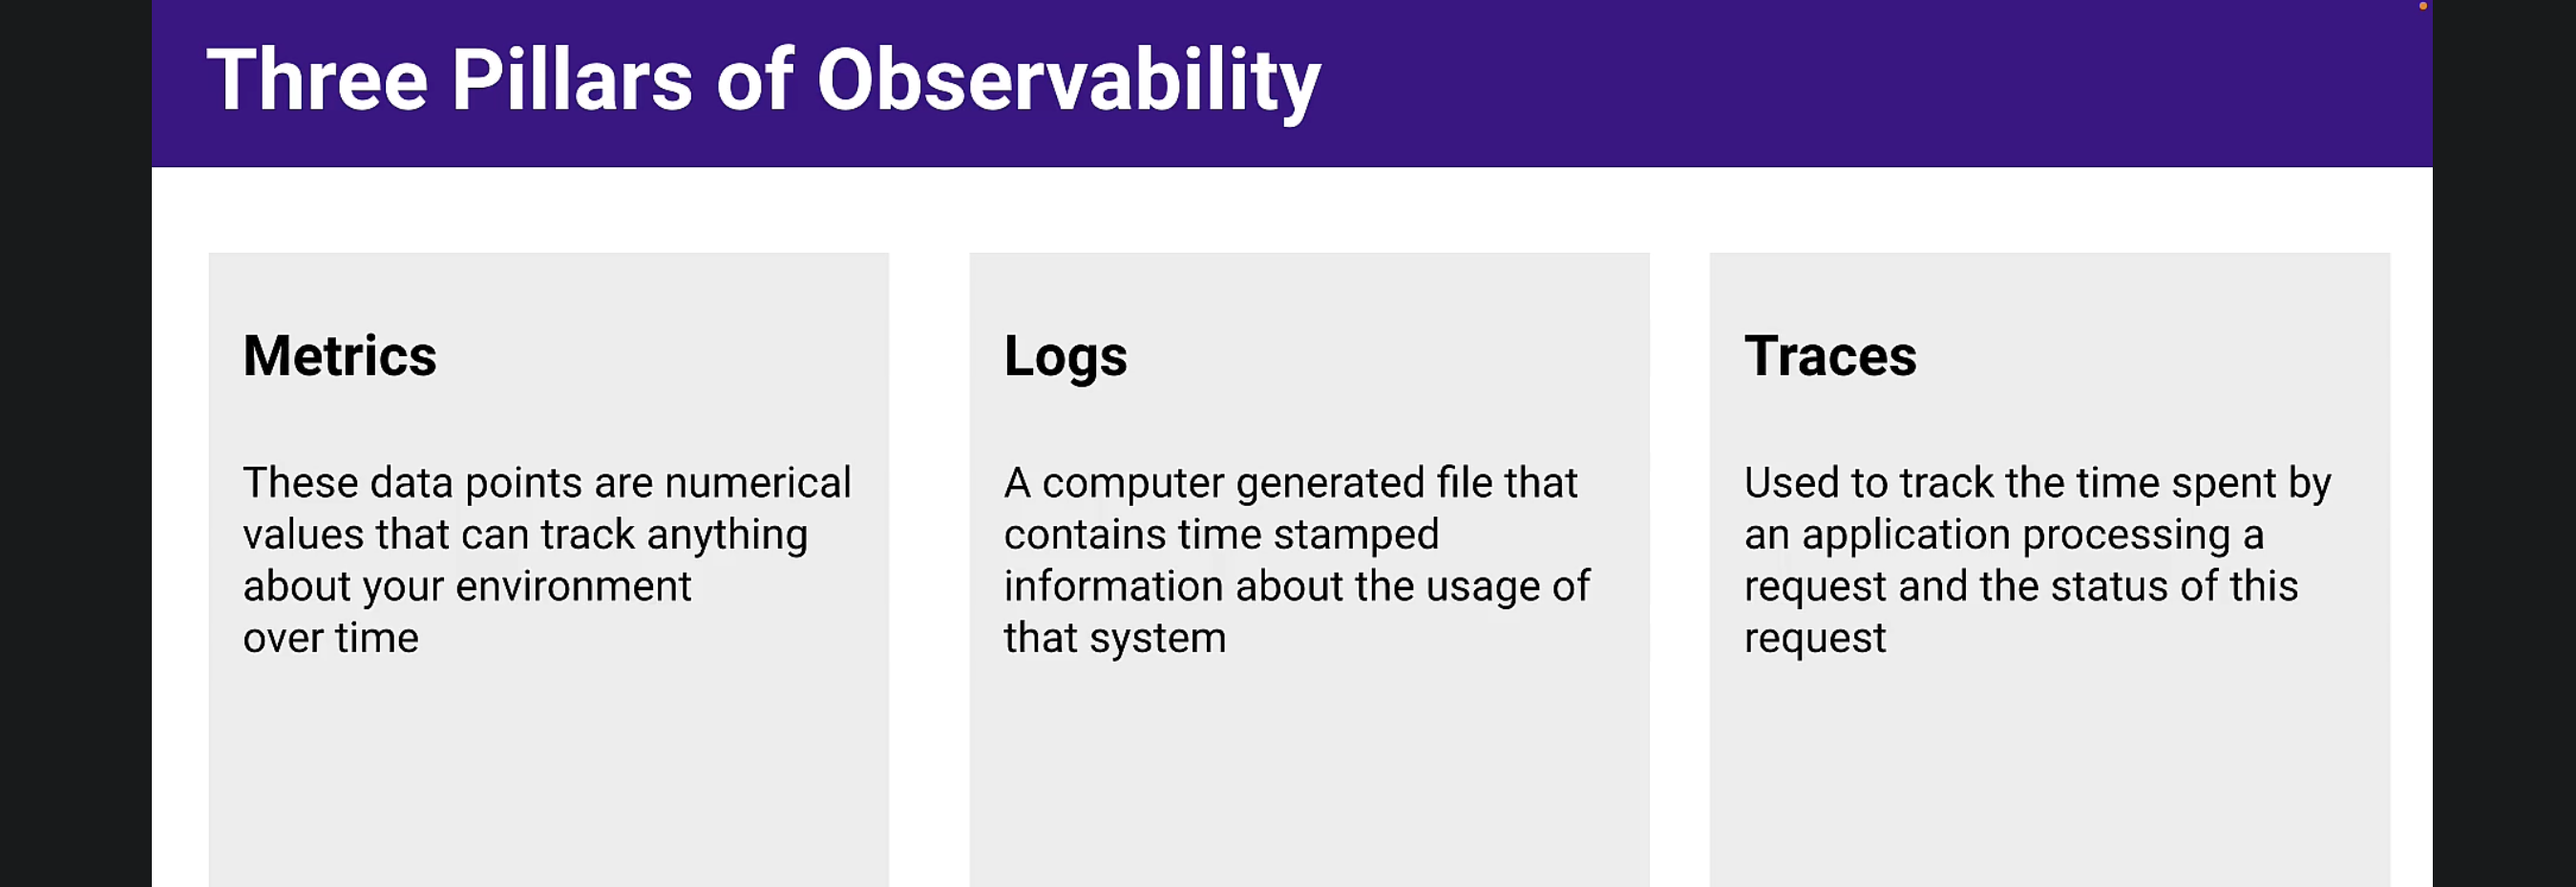 Three Pillars of Observability
Metrics
These data points are numerical
values that can track anything
about your environment
over time
Logs
A computer generated file that
contains time stamped
information about the usage of
that system
Traces
Used to track the time spent by
an application processing a
request and the status of this
request